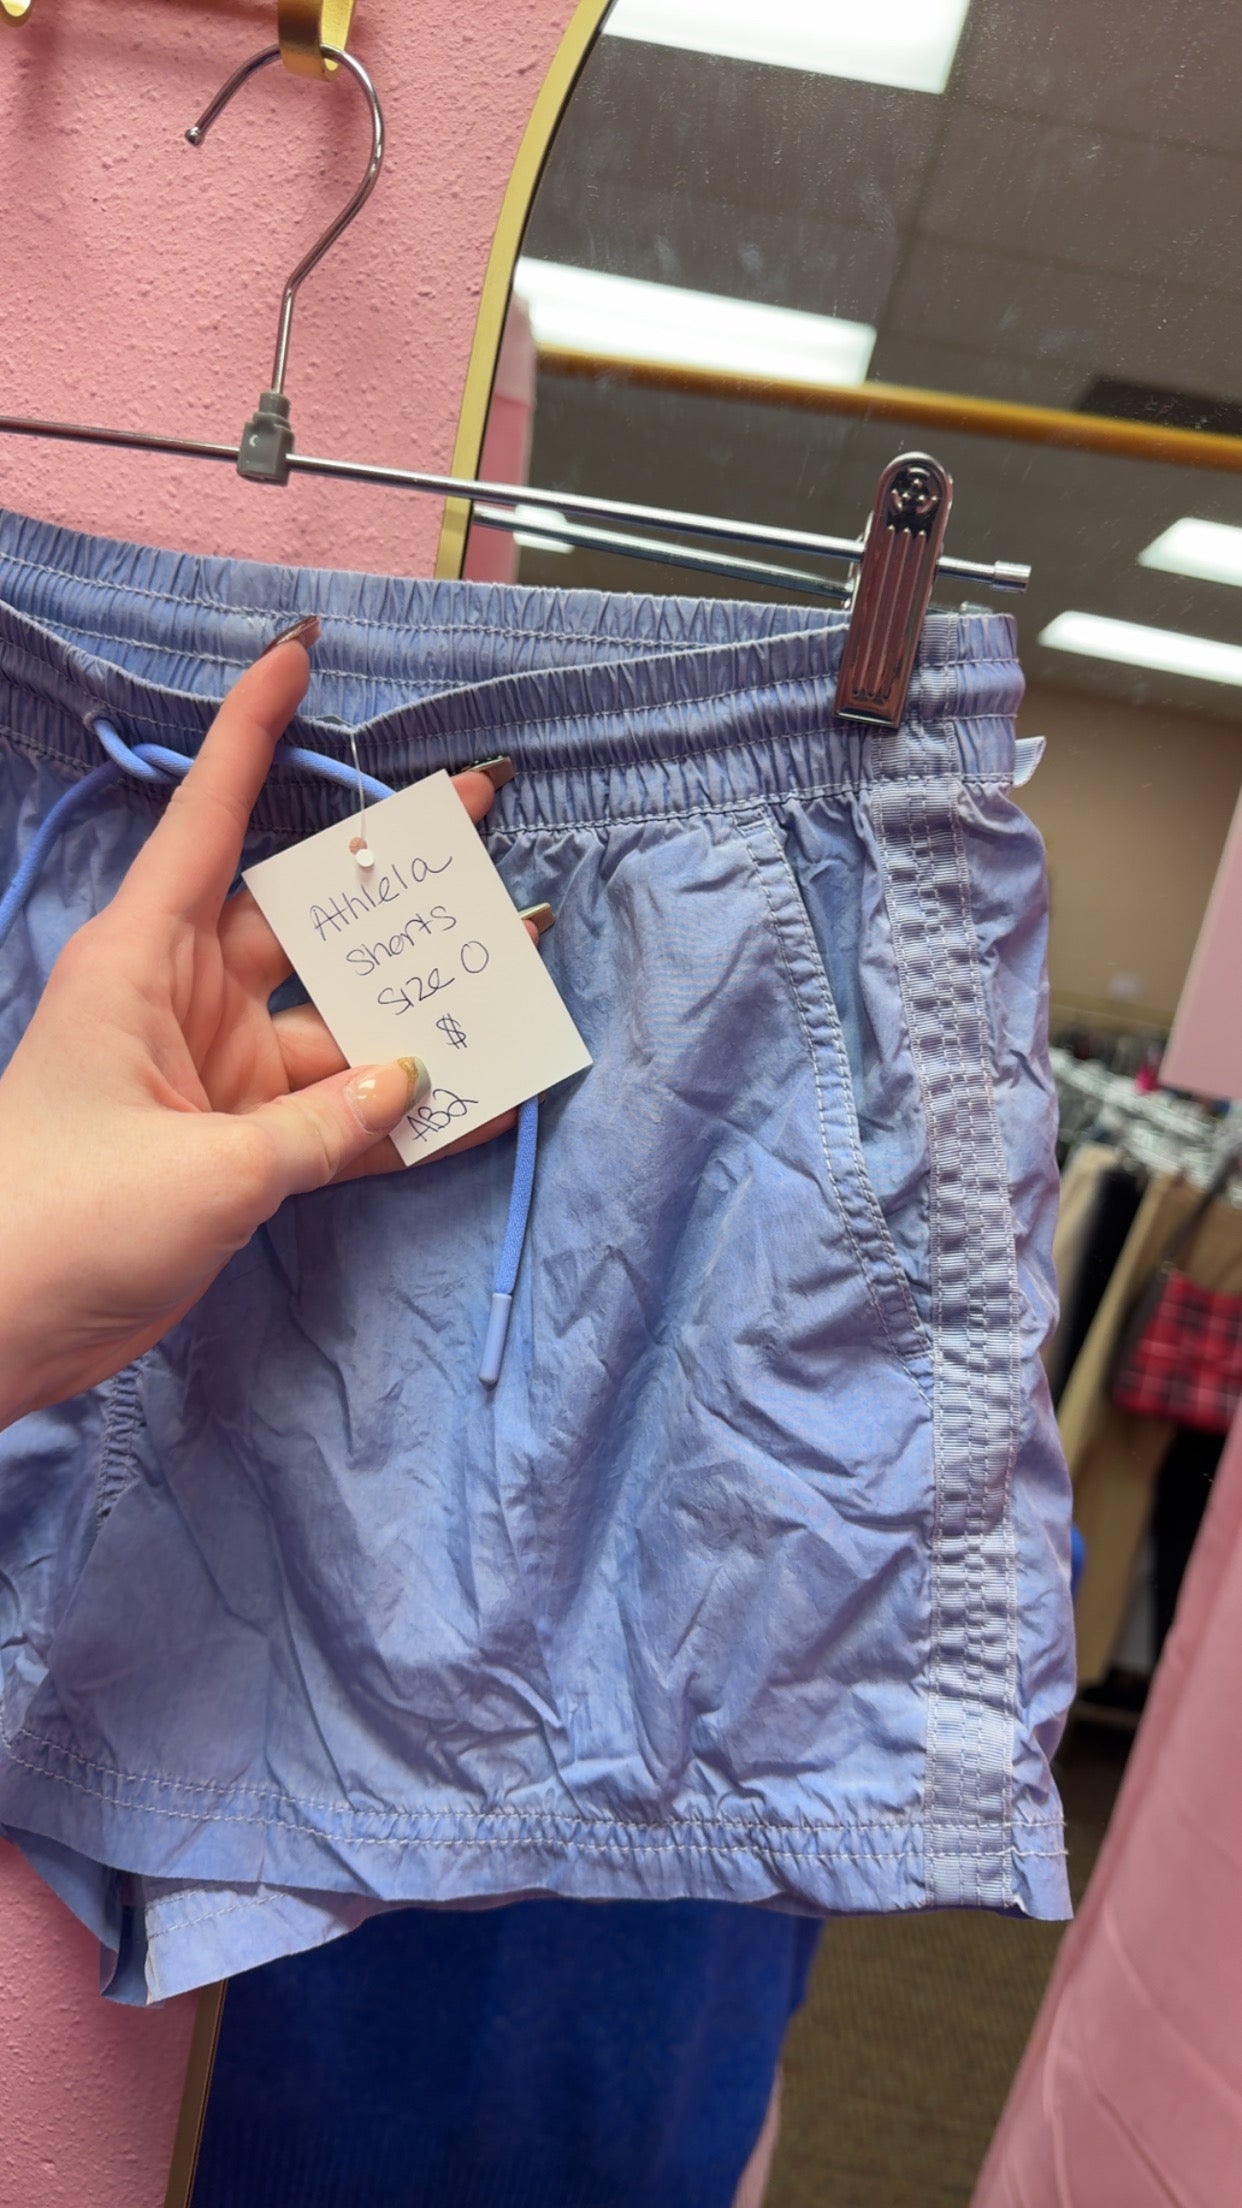 Athleta
shorts
size 0
$
AB2